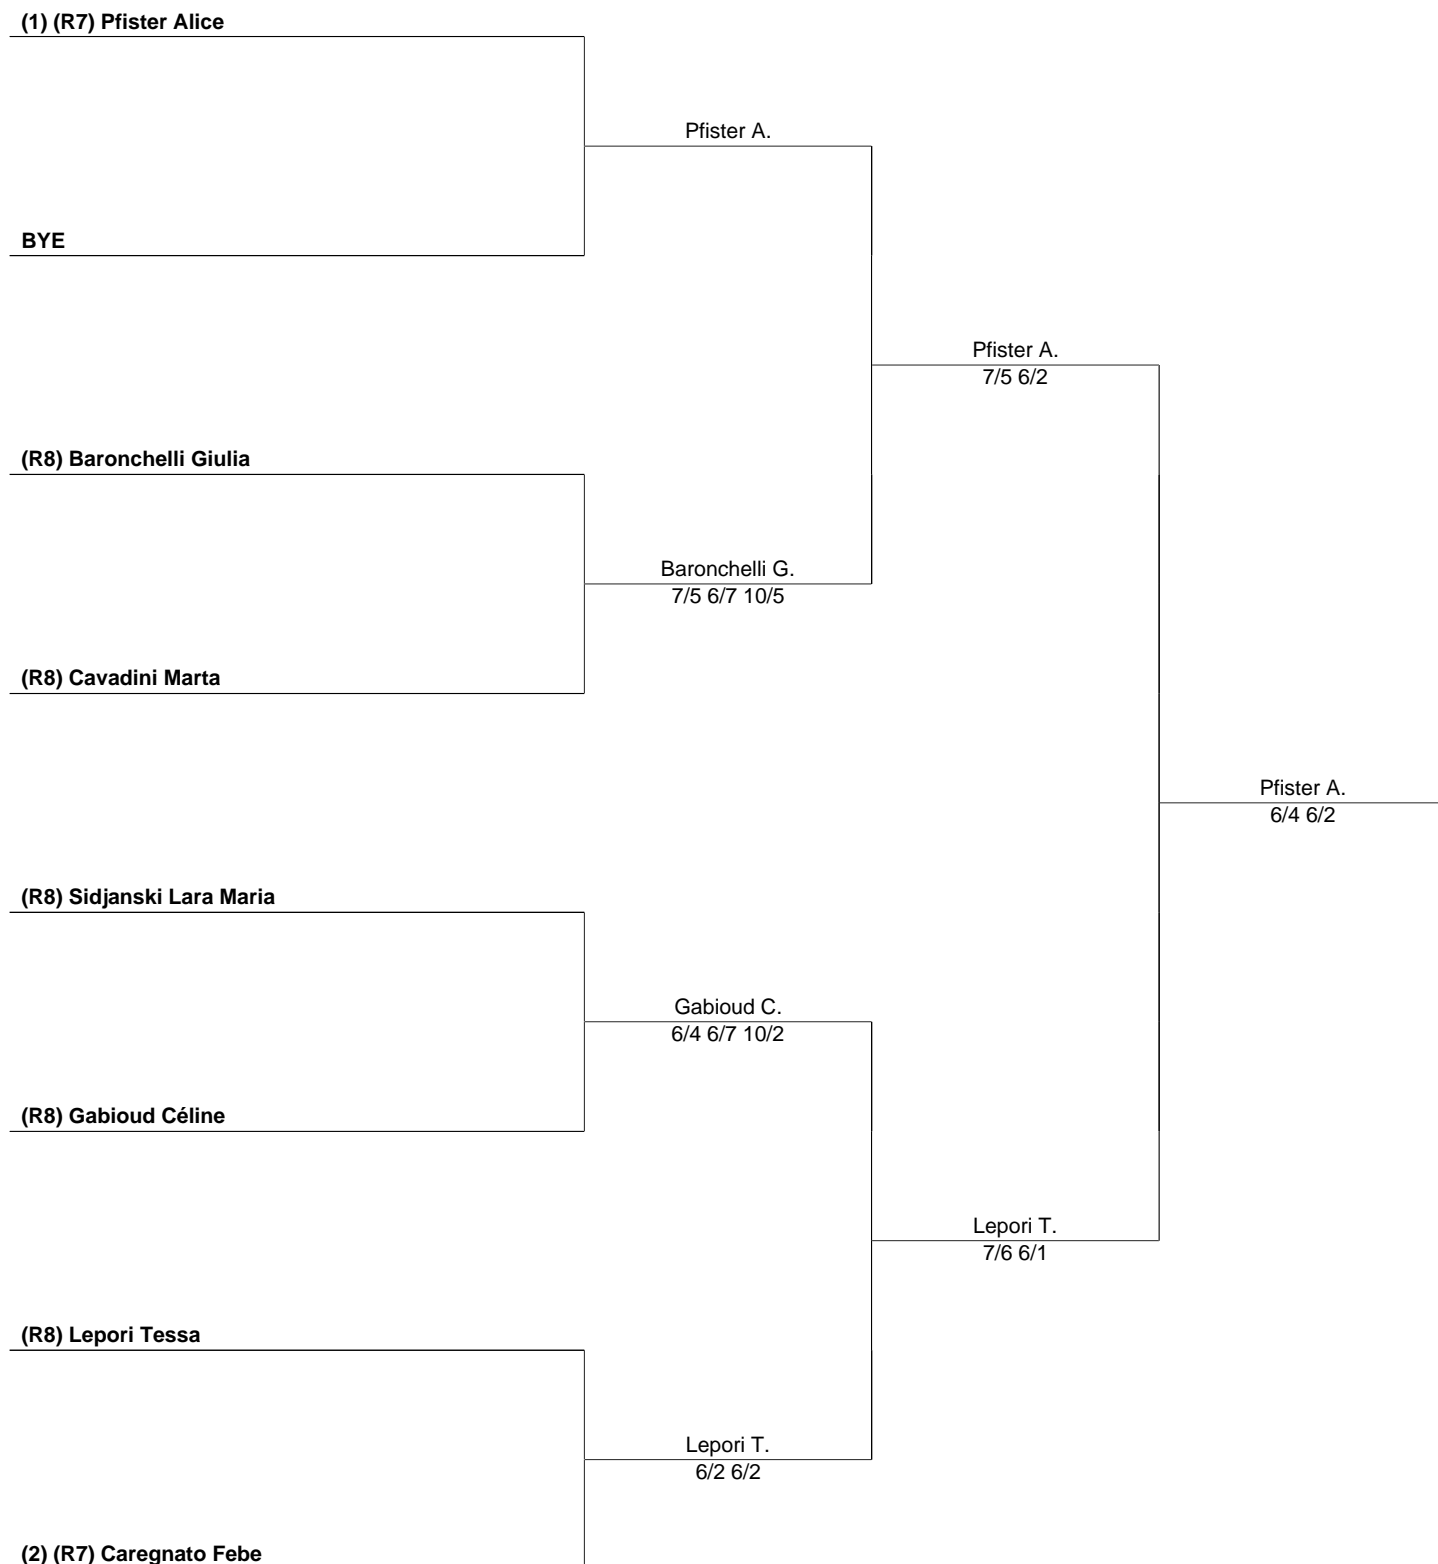 (1) (R7) Pfister Alice
Pfister A.
BYE
Pfister A.
7/5 6/2
(R8) Baronchelli Giulia
Baronchelli G.
7/5 6/7 10/5
(R8) Cavadini Marta
Pfister A.
6/4 6/2
(R8) Sidjanski Lara Maria
Gabioud C.
6/4 6/7 10/2
(R8) Gabioud Céline
Lepori T.
7/6 6/1
(R8) Lepori Tessa
Lepori T.
6/2 6/2
(2) (R7) Caregnato Febe